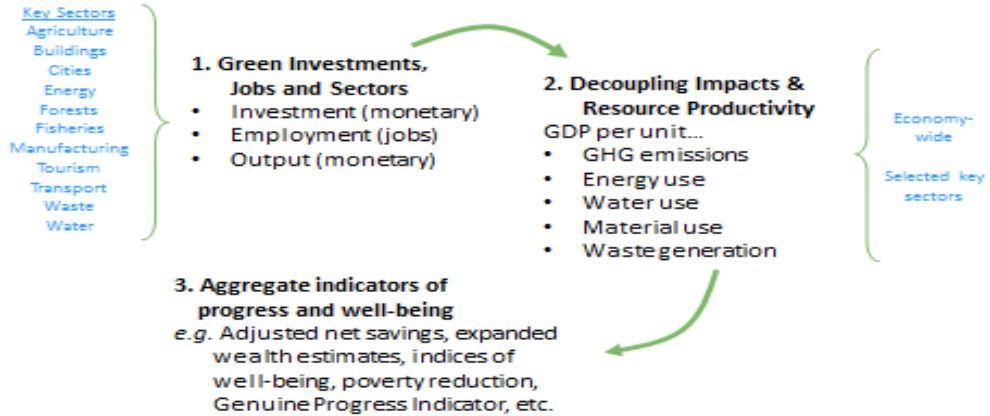 Key Sectors
Agriculture
Buildings
Cities
Energy
Forests
Fisheries
Manufacturing
Tourism
Transport
Waste
Water
1. Green Investments,
Jobs and Sectors
• Investment (monetary)
• Employment (jobs)
• Output (monetary)
2. Decoupling Impacts &
Resource Productivity
GDP per unit...
• GHG emissions
• Energy use
• Water use
• Material use
• Waste generation
Economy-
wide
Selected key
sectors
3. Aggregate indicators of
progress and well-being
e.g. Adjusted net savings, expanded
wealth estimates, indices of
well-being, poverty reduction,
Genuine Progress Indicator, etc.